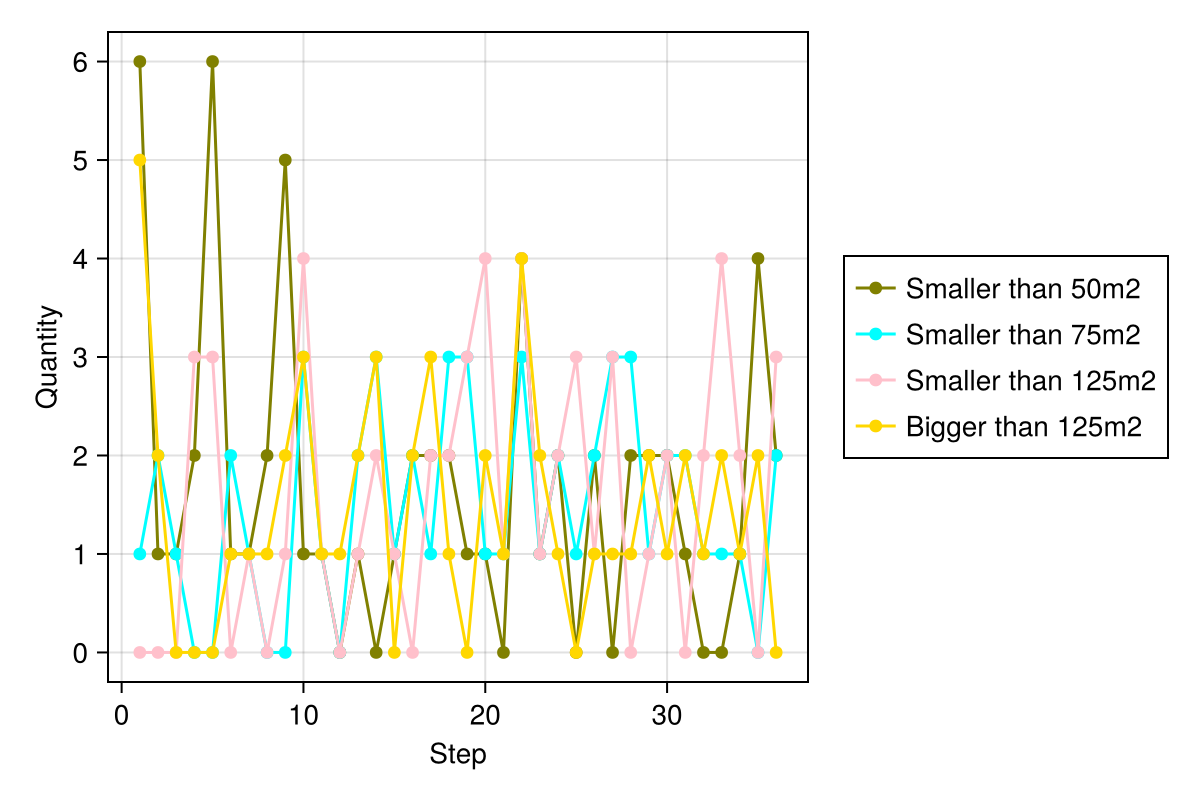 6
5
4
3
2
1
0
Quantity
0 10 20 30
Step
Smaller than 50m2
Smaller than 75m2
Smaller than 125m2
Bigger than 125m2